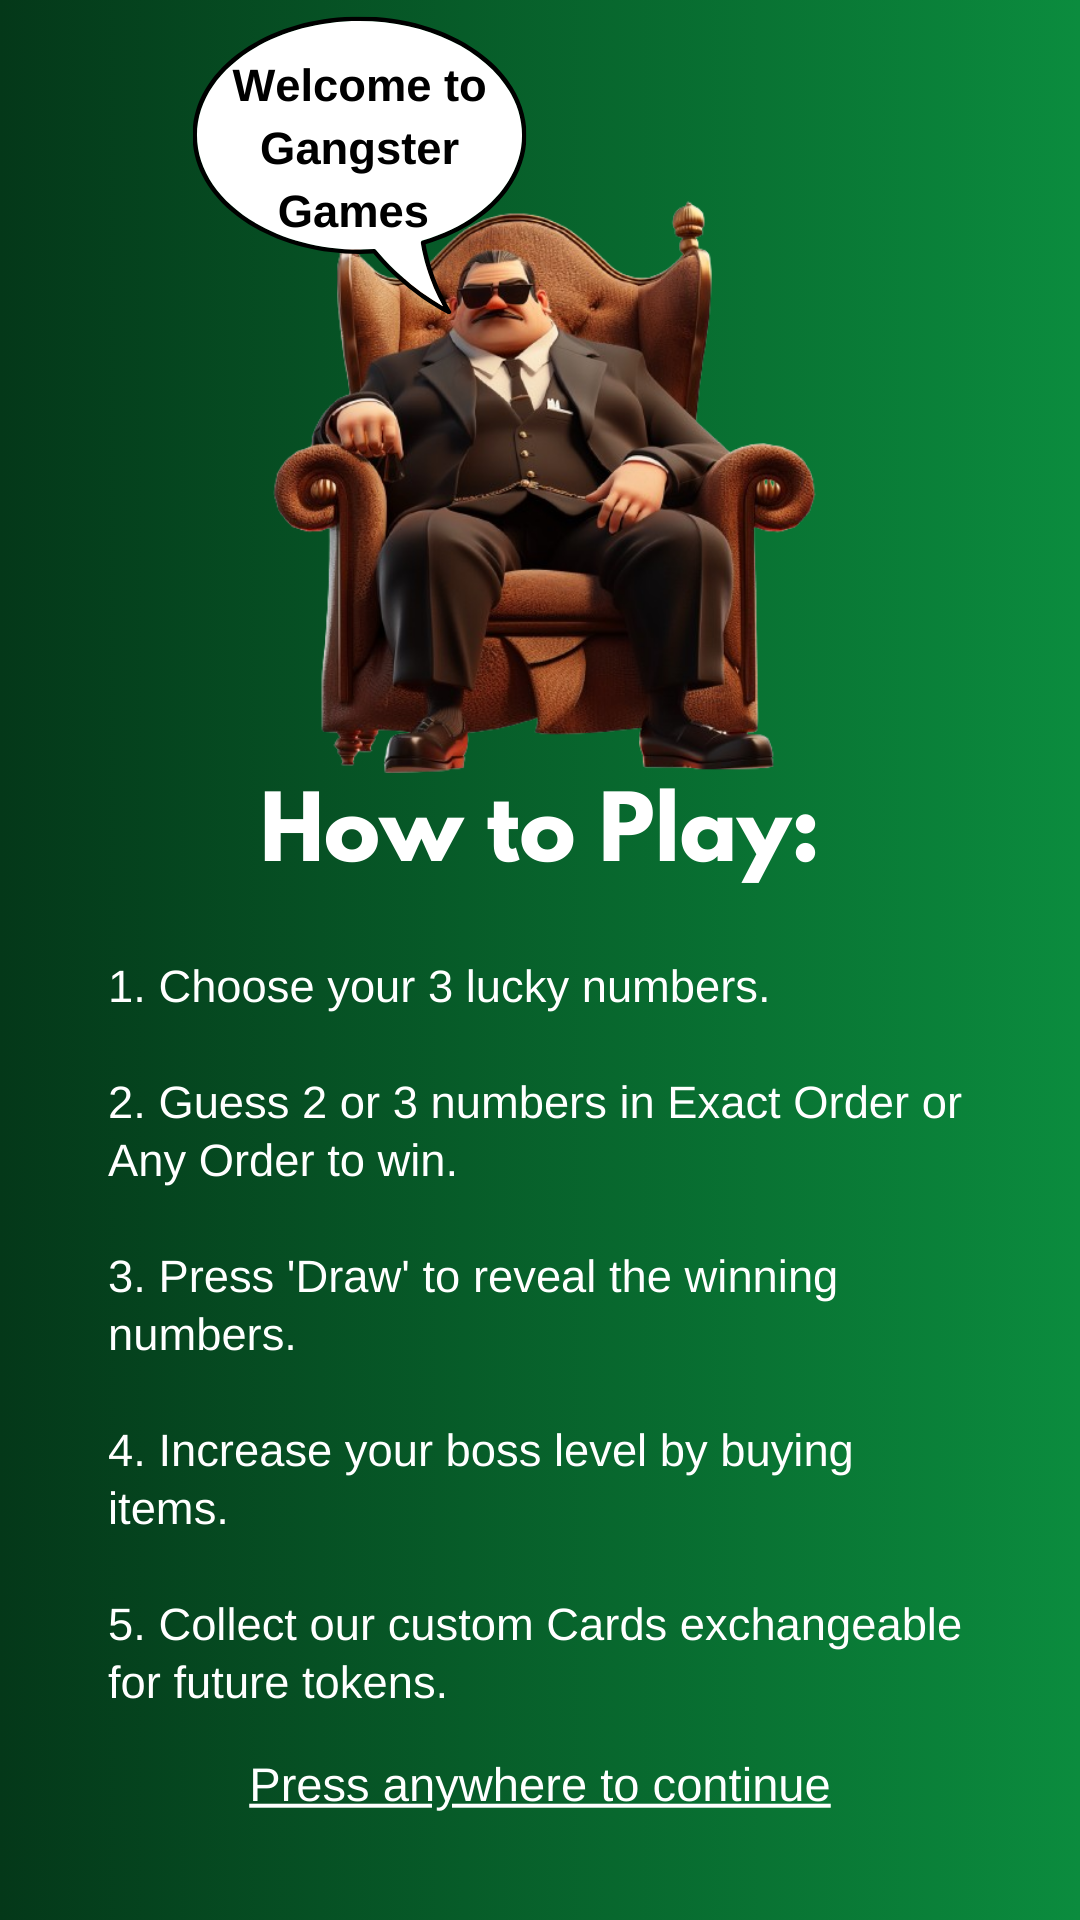 Welcome to
Gangster
Games
How to Play:
1. Choose your 3 lucky numbers.
2. Guess 2 or 3 numbers in Exact Order or
Any Order to win.
3. Press 'Draw' to reveal the winning
numbers.
4. Increase your boss level by buying
items.
5. Collect our custom Cards exchangeable
for future tokens.
Press anywhere to continue